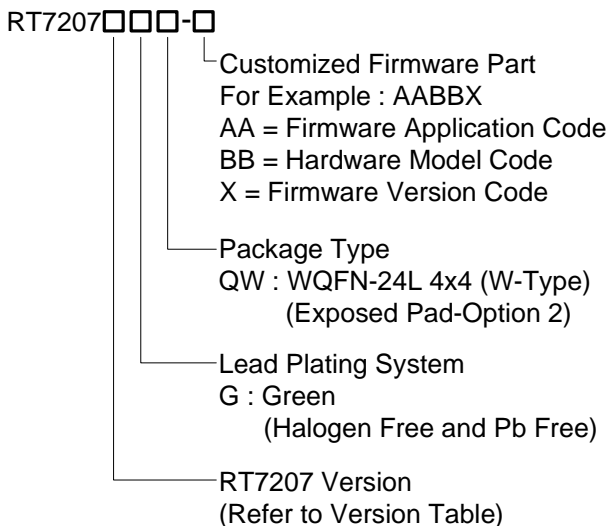 RT7207□□□-□
Customized Firmware Part
For Example : AABBX
AA = Firmware Application Code
BB = Hardware Model Code
X = Firmware Version Code
Package Type
QW : WQFN-24L 4x4 (W-Type)
(Exposed Pad-Option 2)
Lead Plating System
G : Green
(Halogen Free and Pb Free)
RT7207 Version
(Refer to Version Table)